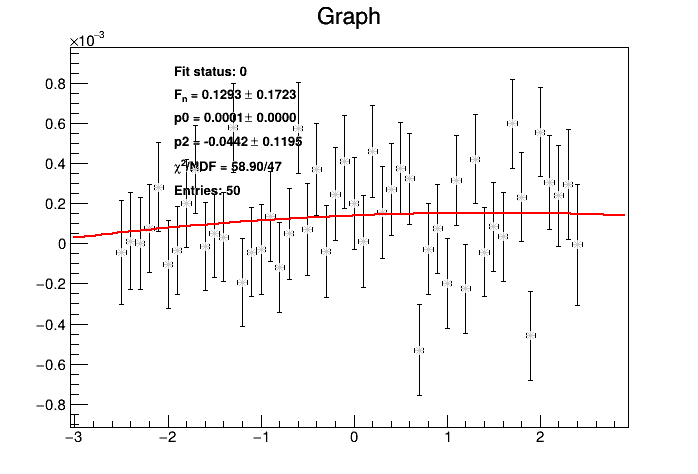 Graph
×10⁻³
Fit status: 0
Fn = 0.1293 ± 0.1723
p0 = 0.0001 ± 0.0000
p2 = -0.0442 ± 0.1195
χ²/NDF = 58.90/47
Entries: 50
0.8
0.6
0.4
0.2
0
−0.2
−0.4
−0.6
−0.8
−3 −2 −1 0 1 2